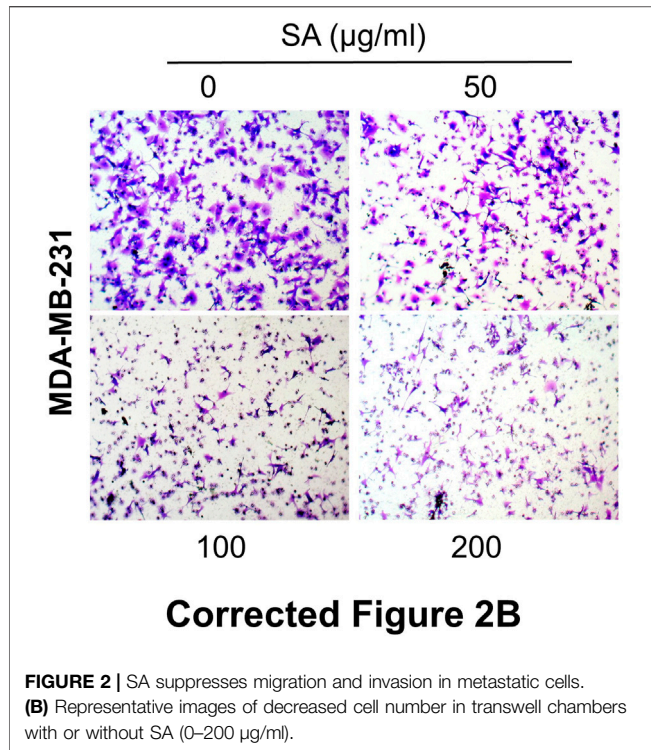 SA (µg/ml)
0 50
MDA-MB-231
100 200
Corrected Figure 2B
FIGURE 2 | SA suppresses migration and invasion in metastatic cells.
(B) Representative images of decreased cell number in transwell chambers
with or without SA (0–200 µg/ml).